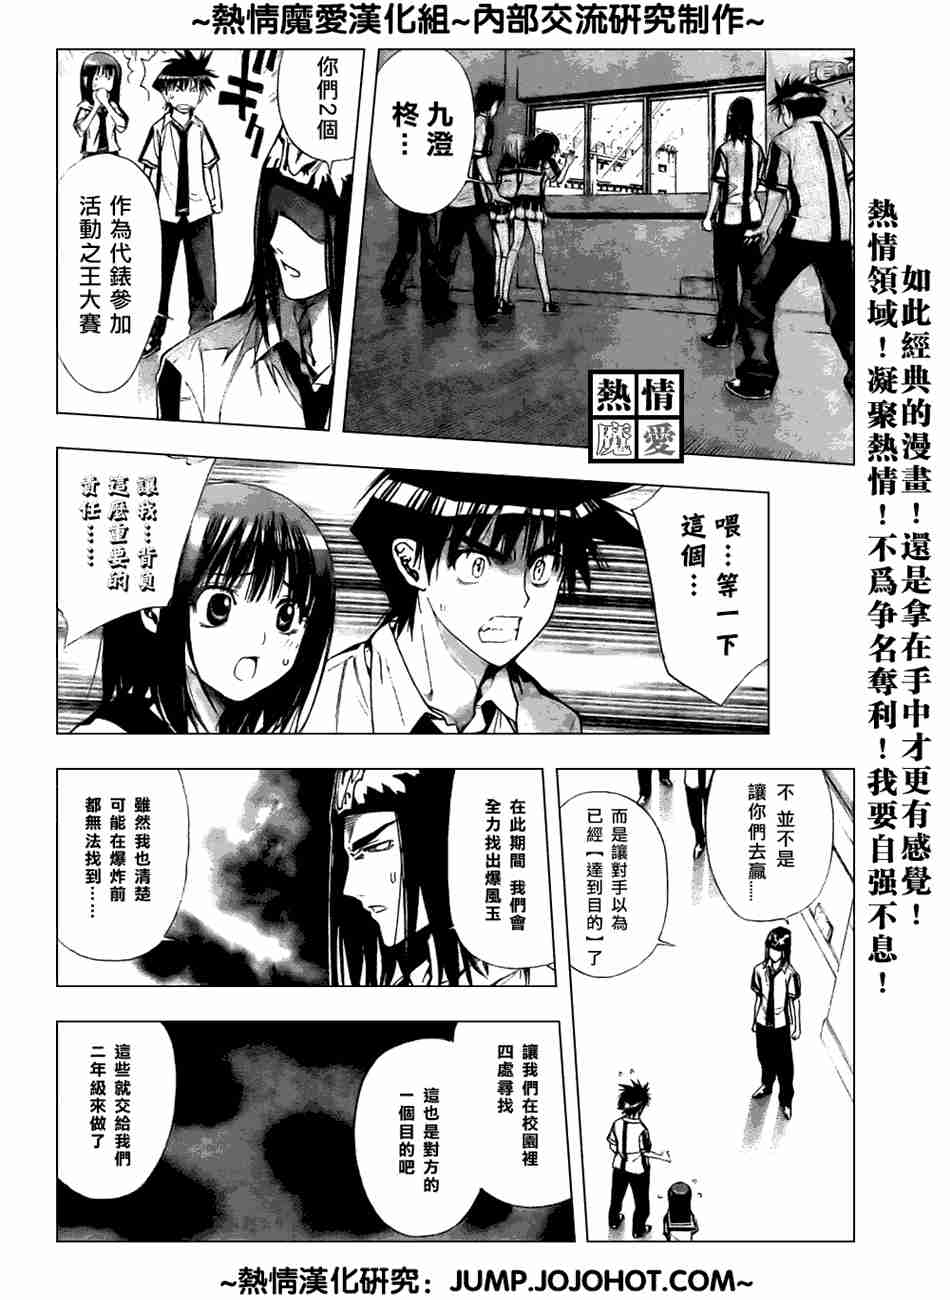 ~熱情魔愛漢化組~內部交流研究制作~
九澄
柊…
你們2個
作為代錶參加
活動之王大賽
熱情
魔愛
喂…等一下
這個…
讓我…背負
這麼重要的
責任……
不 並不是
讓你們去贏……
而是讓對手以為
已經【達到目的】了
在此期間 我們會
全力找出爆風玉
雖然我也清楚
可能在爆炸前
都無法找到……
讓我們在校園裡
四處尋找
這也是對方的
一個目的吧
這些就交給我們
二年級來做了
如此經典的漫畫！還是拿在手中才更有感覺！
熱情領域！凝聚熱情！不爲争名奪利！我要自强不息！
~熱情漢化研究：JUMP.JOJOHOT.COM~